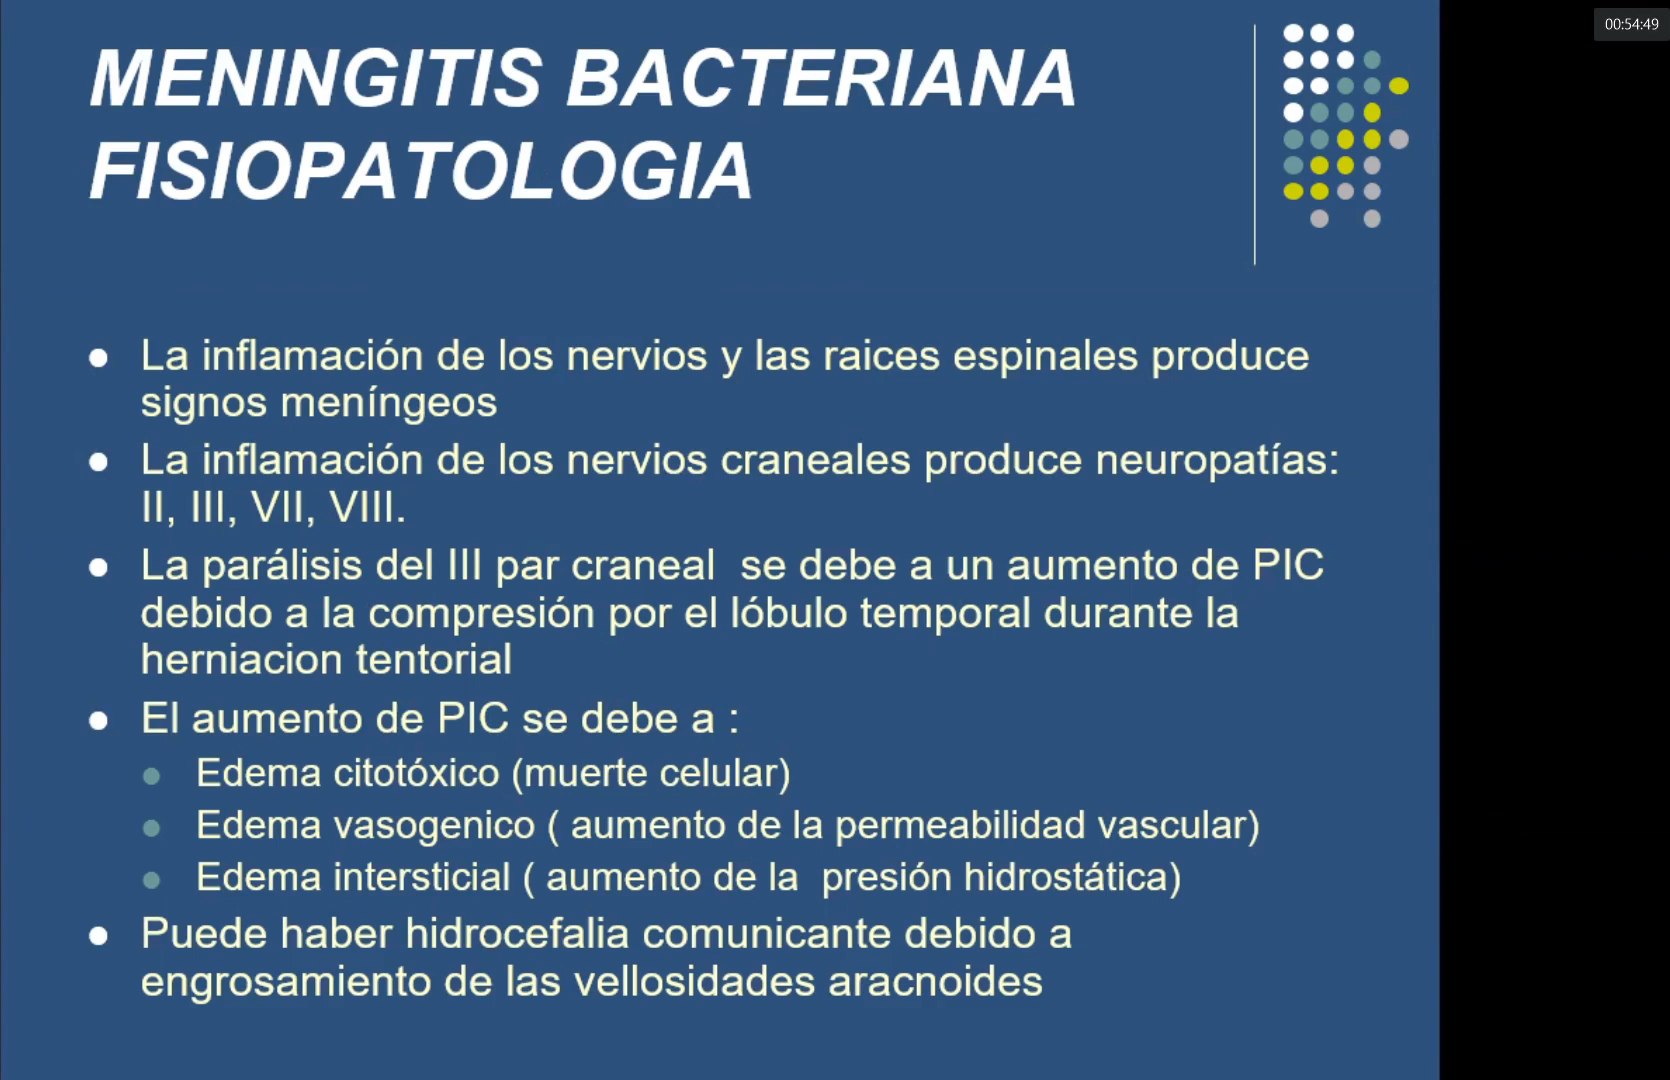 00:54:49
MENINGITIS BACTERIANA
FISIOPATOLOGIA
La inflamación de los nervios y las raices espinales produce
signos meníngeos
La inflamación de los nervios craneales produce neuropatías:
II, III, VII, VIII.
La parálisis del III par craneal  se debe a un aumento de PIC
debido a la compresión por el lóbulo temporal durante la
herniacion tentorial
El aumento de PIC se debe a :
Edema citotóxico (muerte celular)
Edema vasogenico ( aumento de la permeabilidad vascular)
Edema intersticial ( aumento de la  presión hidrostática)
Puede haber hidrocefalia comunicante debido a
engrosamiento de las vellosidades aracnoides